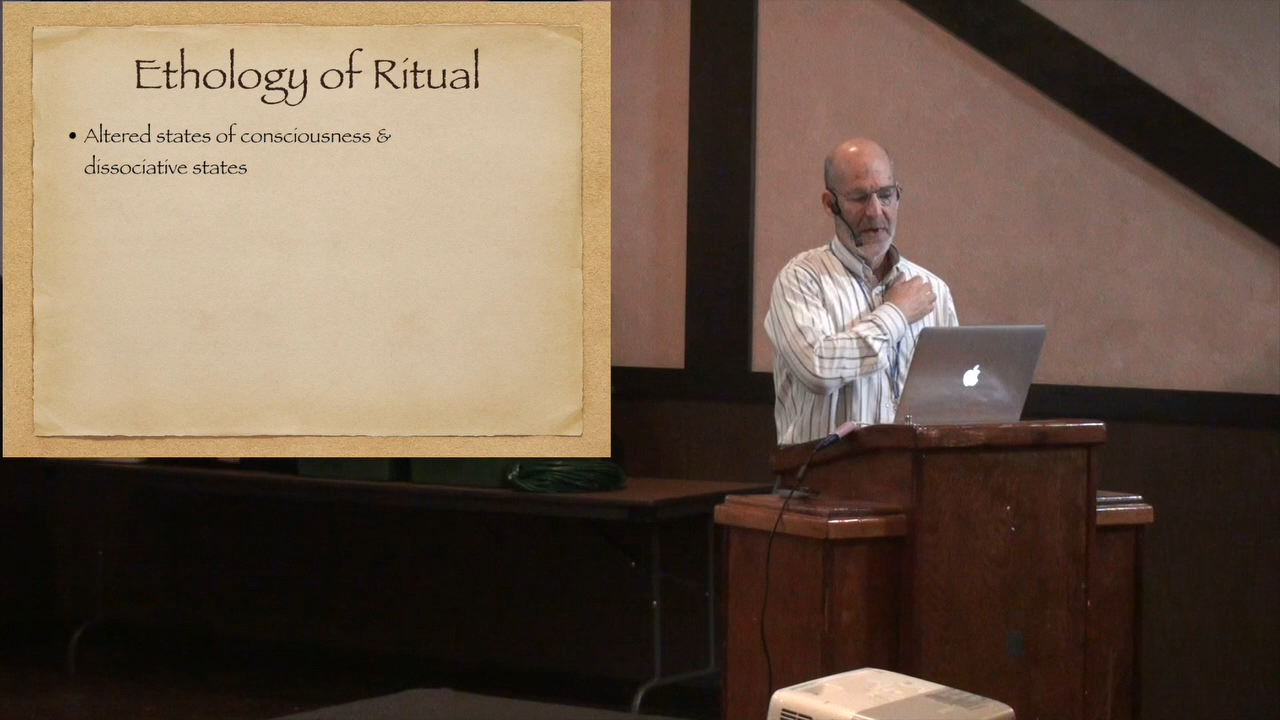 Ethology of Ritual
• Altered states of consciousness &
dissociative states